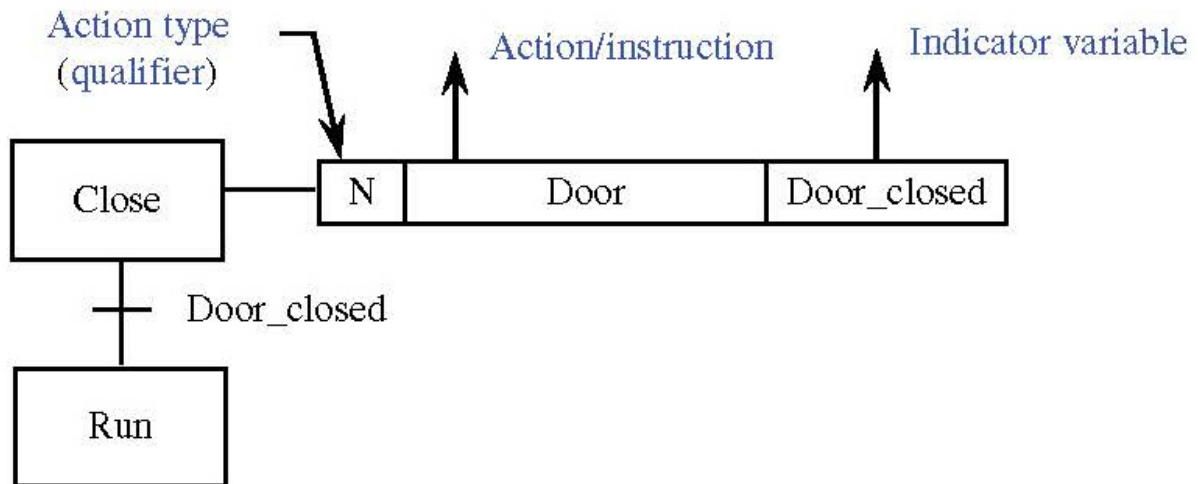 Action type
(qualifier)
Action/instruction
Indicator variable
Close
N
Door
Door_closed
Door_closed
Run